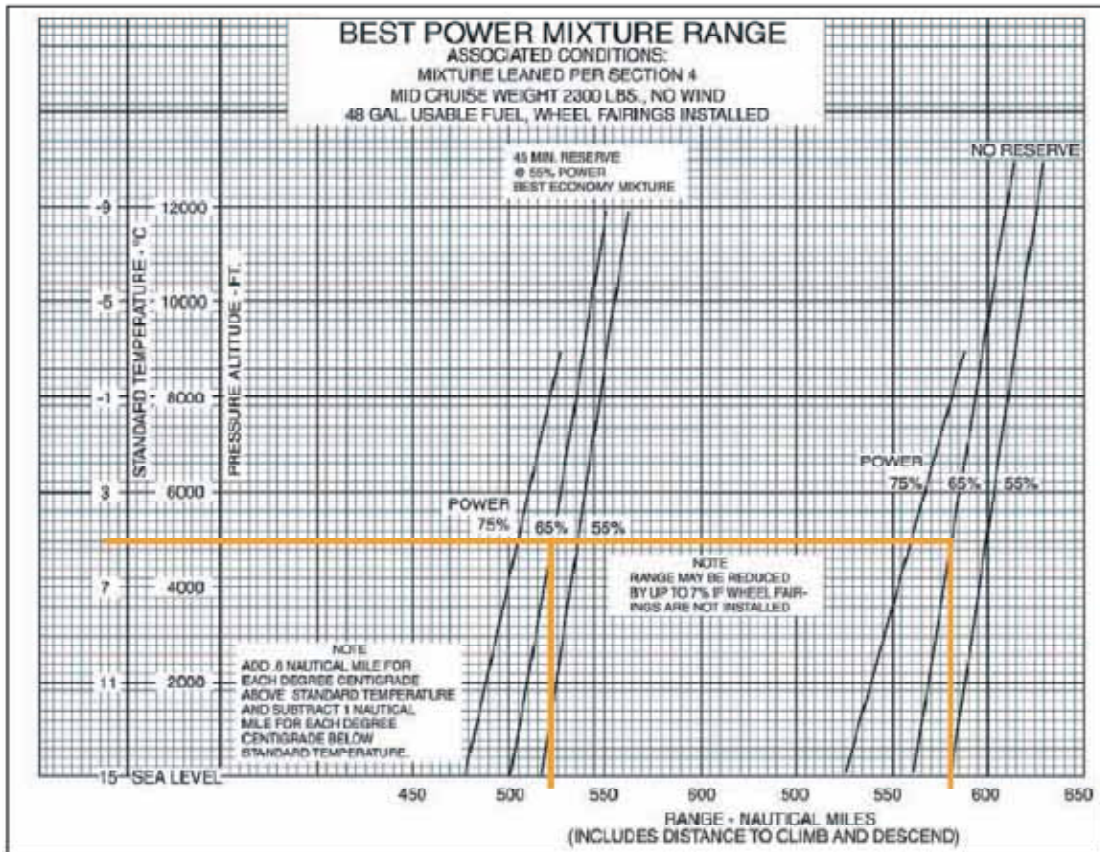 BEST POWER MIXTURE RANGE
ASSOCIATED CONDITIONS:
MIXTURE LEANED PER SECTION 4
MID CRUISE WEIGHT 2300 LBS., NO WIND
48 GAL. USABLE FUEL, WHEEL FAIRINGS INSTALLED
NO RESERVE
45 MIN. RESERVE
@ 55% POWER
BEST ECONOMY MIXTURE
STANDARD TEMPERATURE - °C
PRESSURE ALTITUDE - FT.
-9 12000
-5 10000
-1 8000
3 6000
7 4000
11 2000
15 SEA LEVEL
POWER
75% 65% 55%
POWER
75% 65% 55%
NOTE
RANGE MAY BE REDUCED
BY UP TO 7% IF WHEEL FAIR-
INGS ARE NOT INSTALLED
NOTE
ADD .6 NAUTICAL MILE FOR
EACH DEGREE CENTIGRADE
ABOVE STANDARD TEMPERATURE
AND SUBTRACT 1 NAUTICAL
MILE FOR EACH DEGREE
CENTIGRADE BELOW
STANDARD TEMPERATURE.
450 500 550 600 500 550 600 650
RANGE - NAUTICAL MILES
(INCLUDES DISTANCE TO CLIMB AND DESCEND)